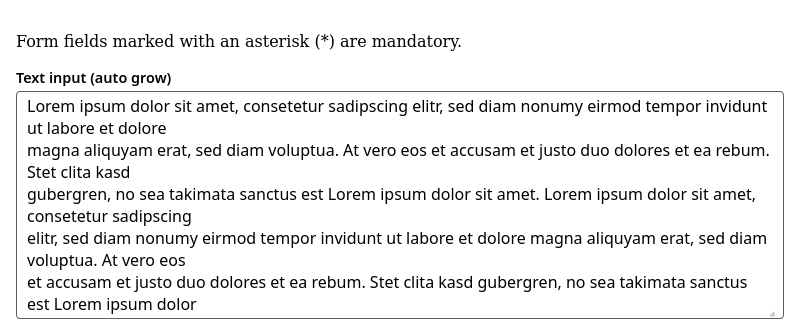 Form fields marked with an asterisk (*) are mandatory.
Text input (auto grow)
Lorem ipsum dolor sit amet, consetetur sadipscing elitr, sed diam nonumy eirmod tempor invidunt
ut labore et dolore
magna aliquyam erat, sed diam voluptua. At vero eos et accusam et justo duo dolores et ea rebum.
Stet clita kasd
gubergren, no sea takimata sanctus est Lorem ipsum dolor sit amet. Lorem ipsum dolor sit amet,
consetetur sadipscing
elitr, sed diam nonumy eirmod tempor invidunt ut labore et dolore magna aliquyam erat, sed diam
voluptua. At vero eos
et accusam et justo duo dolores et ea rebum. Stet clita kasd gubergren, no sea takimata sanctus
est Lorem ipsum dolor